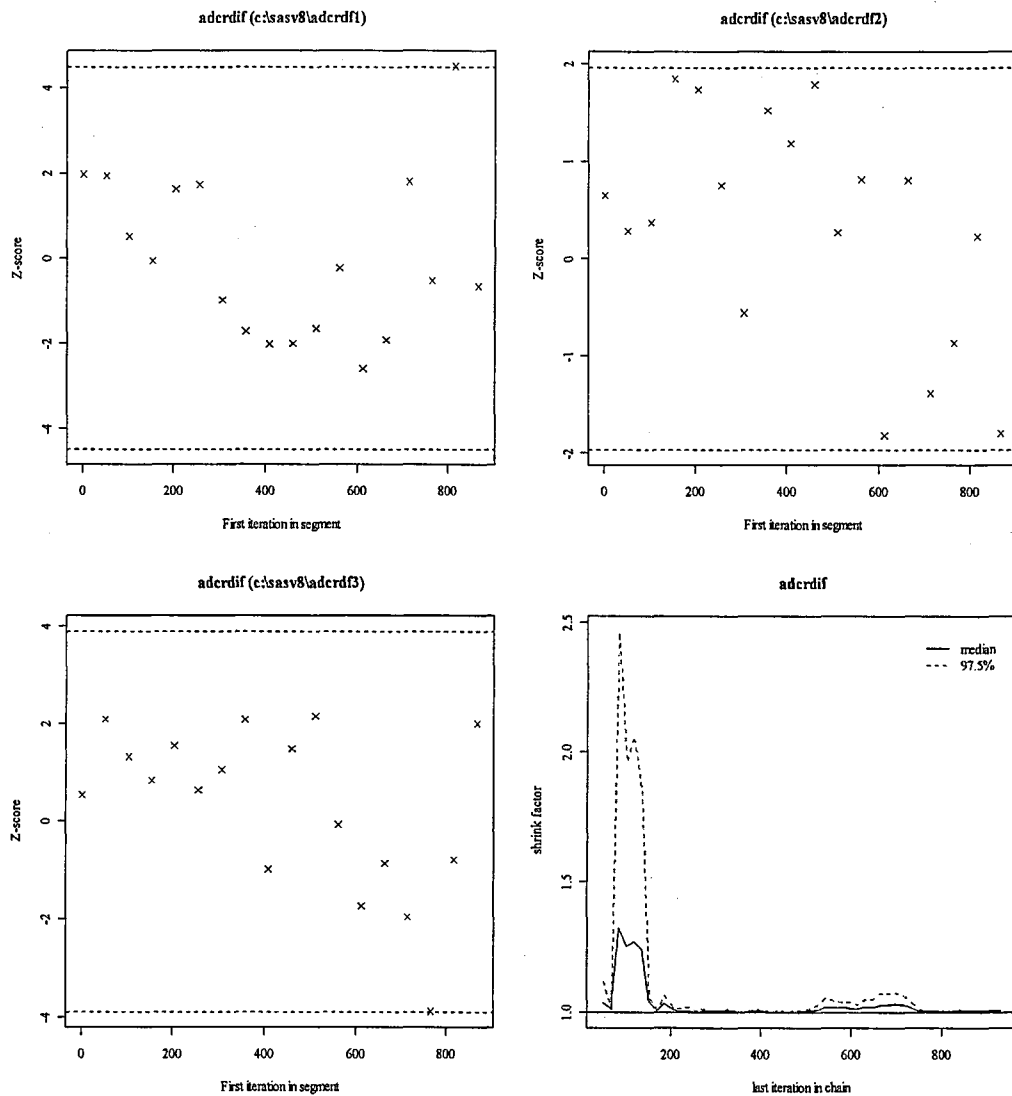 adcrdif (c:\sasv8\adcrdf1)
4
2
0
-2
-4
Z-score
0 200 400 600 800
First iteration in segment
adcrdif (c:\sasv8\adcrdf2)
2
1
0
-1
-2
Z-score
0 200 400 600 800
First iteration in segment
adcrdif (c:\sasv8\adcrdf3)
4
2
0
-2
-4
Z-score
0 200 400 600 800
First iteration in segment
adcrdif
2.5
2.0
1.5
1.0
shrink factor
median
97.5%
200 400 600 800
last iteration in chain